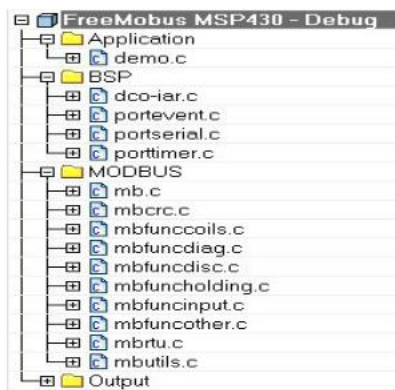 FreeMobus MSP430 - Debug
Application
demo.c
BSP
dco-iar.c
portevent.c
portserial.c
porttimer.c
MODBUS
mb.c
mbcrc.c
mbfunccoils.c
mbfuncdiag.c
mbfuncdisc.c
mbfuncholding.c
mbfuncinput.c
mbfuncother.c
mbrtu.c
mbutils.c
Output